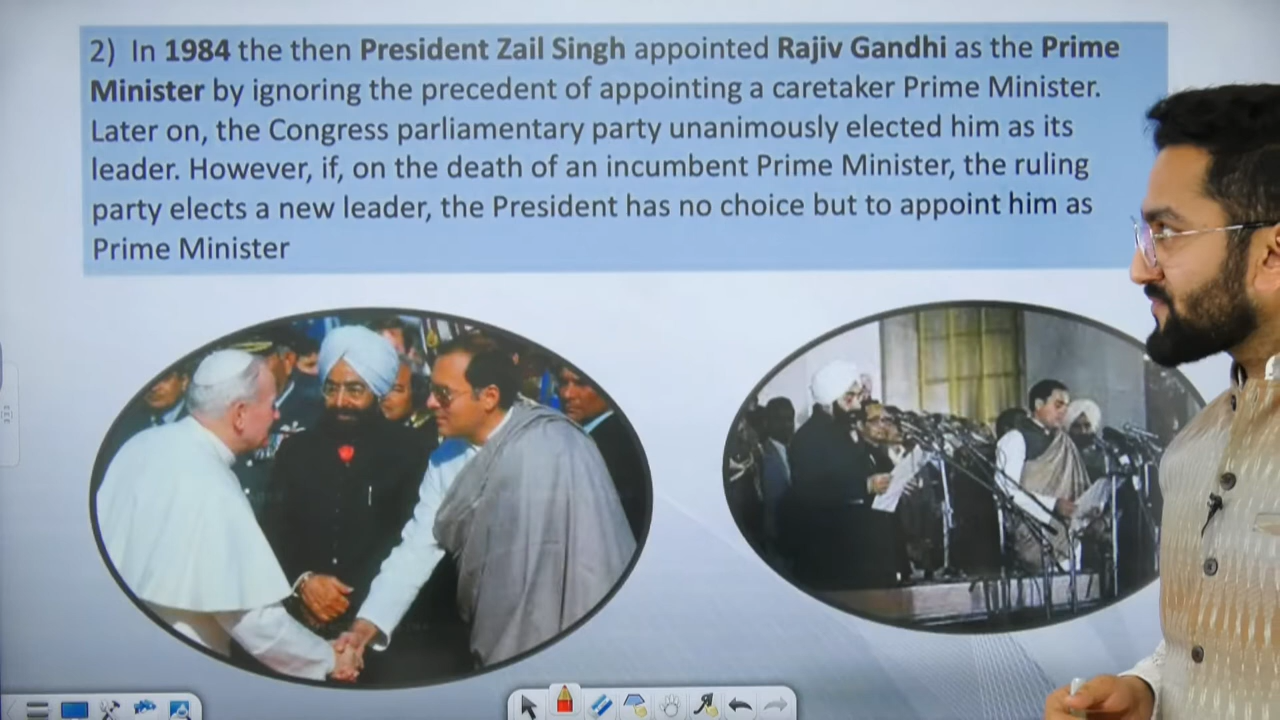 2) In 1984 the then President Zail Singh appointed Rajiv Gandhi as the Prime
Minister by ignoring the precedent of appointing a caretaker Prime Minister.
Later on, the Congress parliamentary party unanimously elected him as its
leader. However, if, on the death of an incumbent Prime Minister, the ruling
party elects a new leader, the President has no choice but to appoint him as
Prime Minister